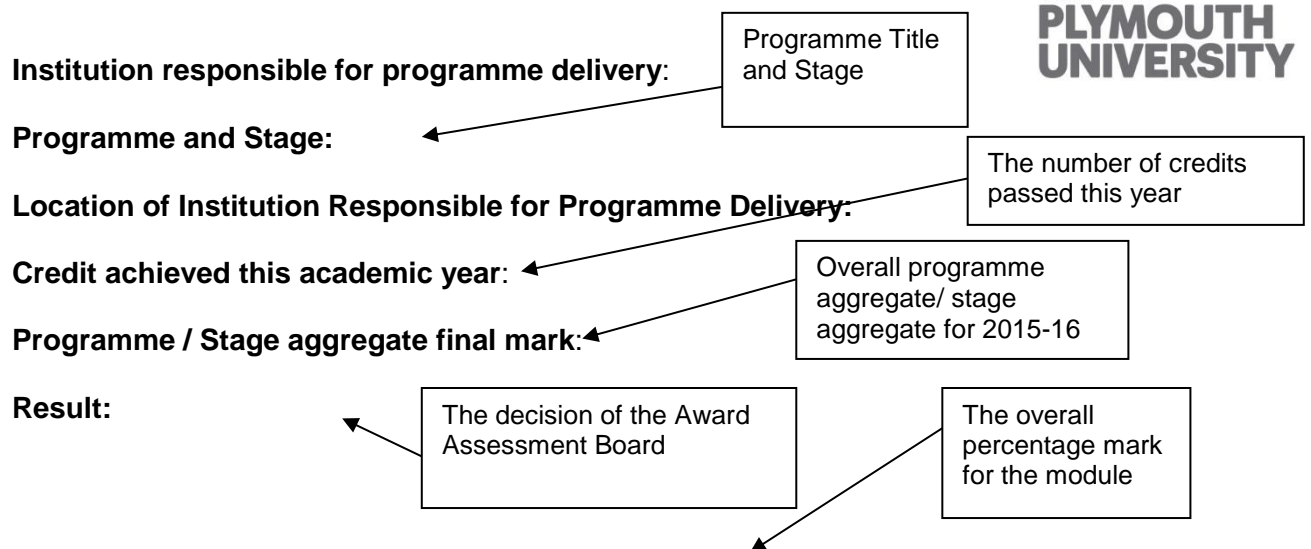 PLYMOUTH
UNIVERSITY
Programme Title
and Stage
Institution responsible for programme delivery:
Programme and Stage:
The number of credits
passed this year
Location of Institution Responsible for Programme Delivery:
Credit achieved this academic year:
Overall programme
aggregate/ stage
aggregate for 2015-16
Programme / Stage aggregate final mark:
Result:
The decision of the Award
Assessment Board
The overall
percentage mark
for the module